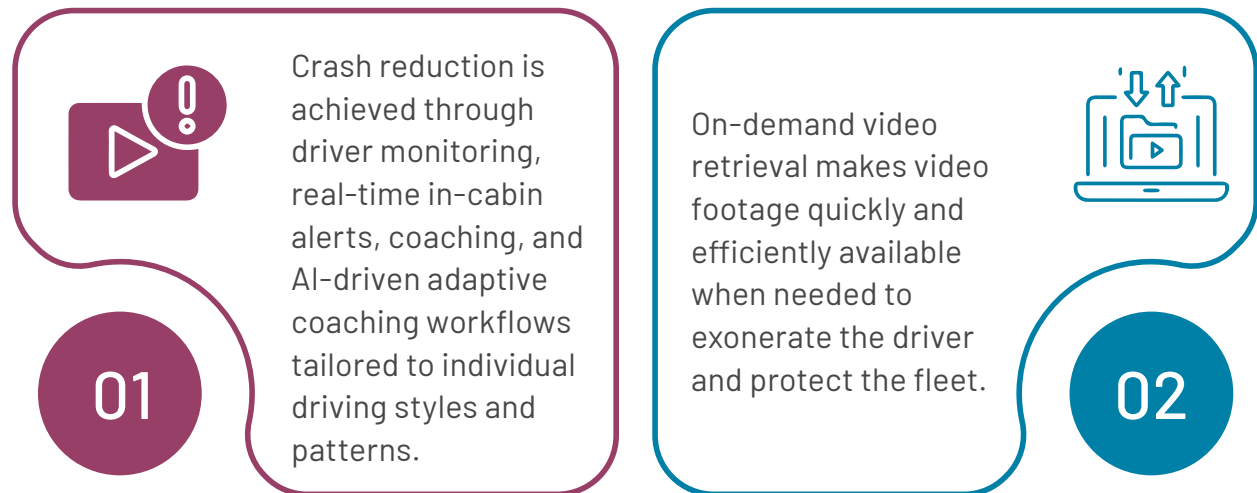 Crash reduction is
achieved through
driver monitoring,
real-time in-cabin
alerts, coaching, and
AI-driven adaptive
coaching workflows
tailored to individual
driving styles and
patterns.
01
On-demand video
retrieval makes video
footage quickly and
efficiently available
when needed to
exonerate the driver
and protect the fleet.
02